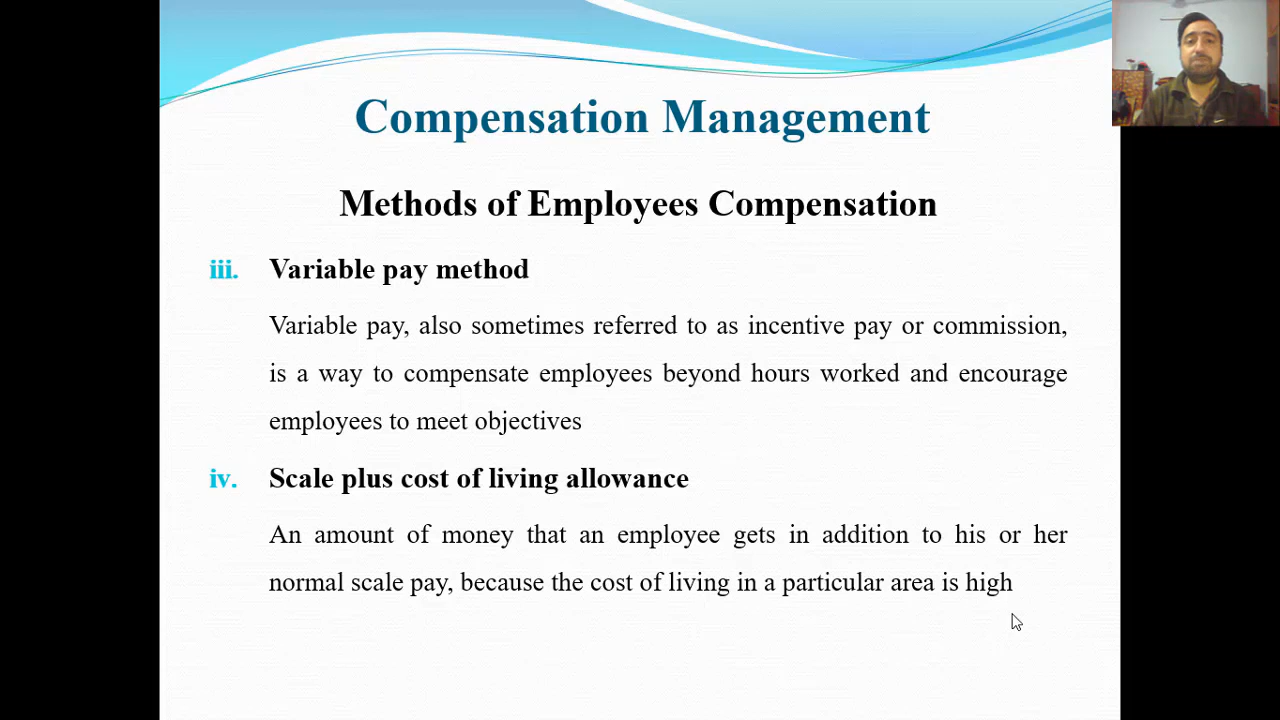 Compensation Management
Methods of Employees Compensation
iii. Variable pay method
Variable pay, also sometimes referred to as incentive pay or commission,
is a way to compensate employees beyond hours worked and encourage
employees to meet objectives
iv. Scale plus cost of living allowance
An amount of money that an employee gets in addition to his or her
normal scale pay, because the cost of living in a particular area is high